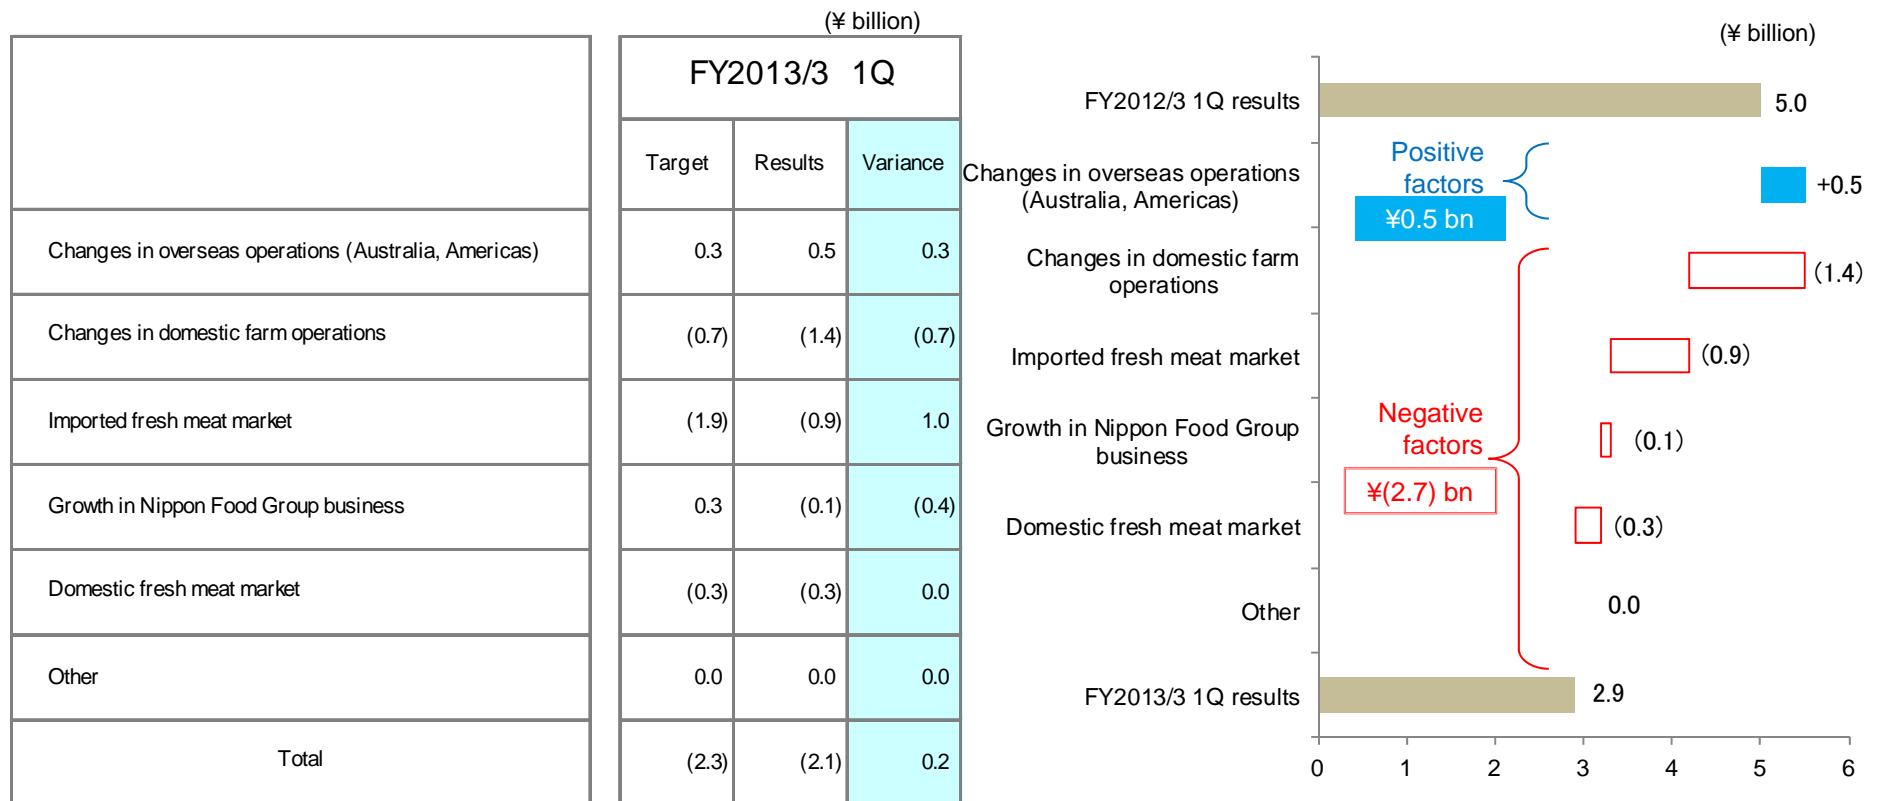 (¥ billion)
FY2013/3 1Q
Target Results Variance
Changes in overseas operations (Australia, Americas) 0.3 0.5 0.3
Changes in domestic farm operations (0.7) (1.4) (0.7)
Imported fresh meat market (1.9) (0.9) 1.0
Growth in Nippon Food Group business 0.3 (0.1) (0.4)
Domestic fresh meat market (0.3) (0.3) 0.0
Other 0.0 0.0 0.0
Total (2.3) (2.1) 0.2
(¥ billion)
FY2012/3 1Q results
5.0
Changes in overseas operations
(Australia, Americas)
Positive
factors
¥0.5 bn
+0.5
Changes in domestic farm
operations
(1.4)
Imported fresh meat market
(0.9)
Growth in Nippon Food Group
business
Negative
factors
¥(2.7) bn
(0.1)
Domestic fresh meat market
(0.3)
Other
0.0
FY2013/3 1Q results
2.9
0 1 2 3 4 5 6